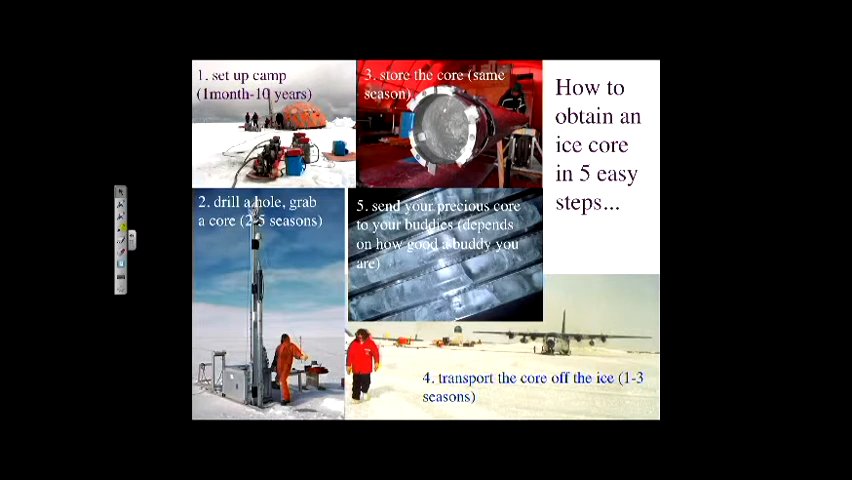 1. set up camp
(1month-10 years)
3. store the core (same
season)
How to
obtain an
ice core
in 5 easy
steps...
2. drill a hole, grab
a core (2-5 seasons)
5. send your precious core
to your buddies (depends
on how good a buddy you
are)
4. transport the core off the ice (1-3
seasons)